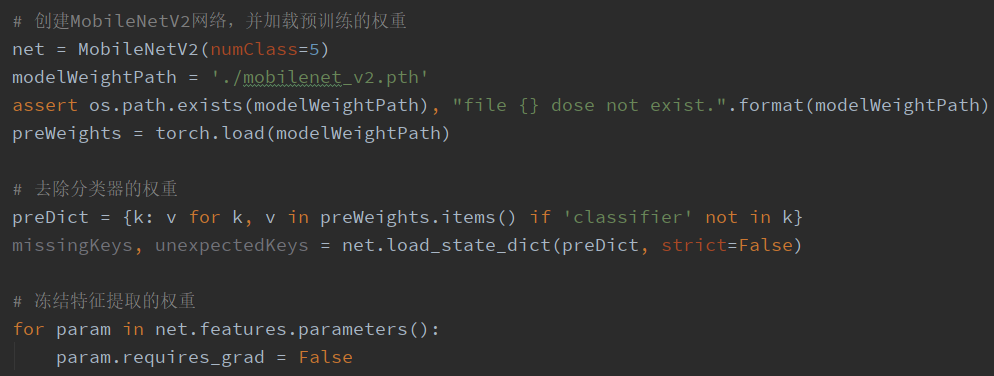 # 创建MobileNetV2网络，并加载预训练的权重
net = MobileNetV2(numClass=5)
modelWeightPath = './mobilenet_v2.pth'
assert os.path.exists(modelWeightPath), "file {} dose not exist.".format(modelWeightPath)
preWeights = torch.load(modelWeightPath)
# 去除分类器的权重
preDict = {k: v for k, v in preWeights.items() if 'classifier' not in k}
missingKeys, unexpectedKeys = net.load_state_dict(preDict, strict=False)
# 冻结特征提取的权重
for param in net.features.parameters():
    param.requires_grad = False